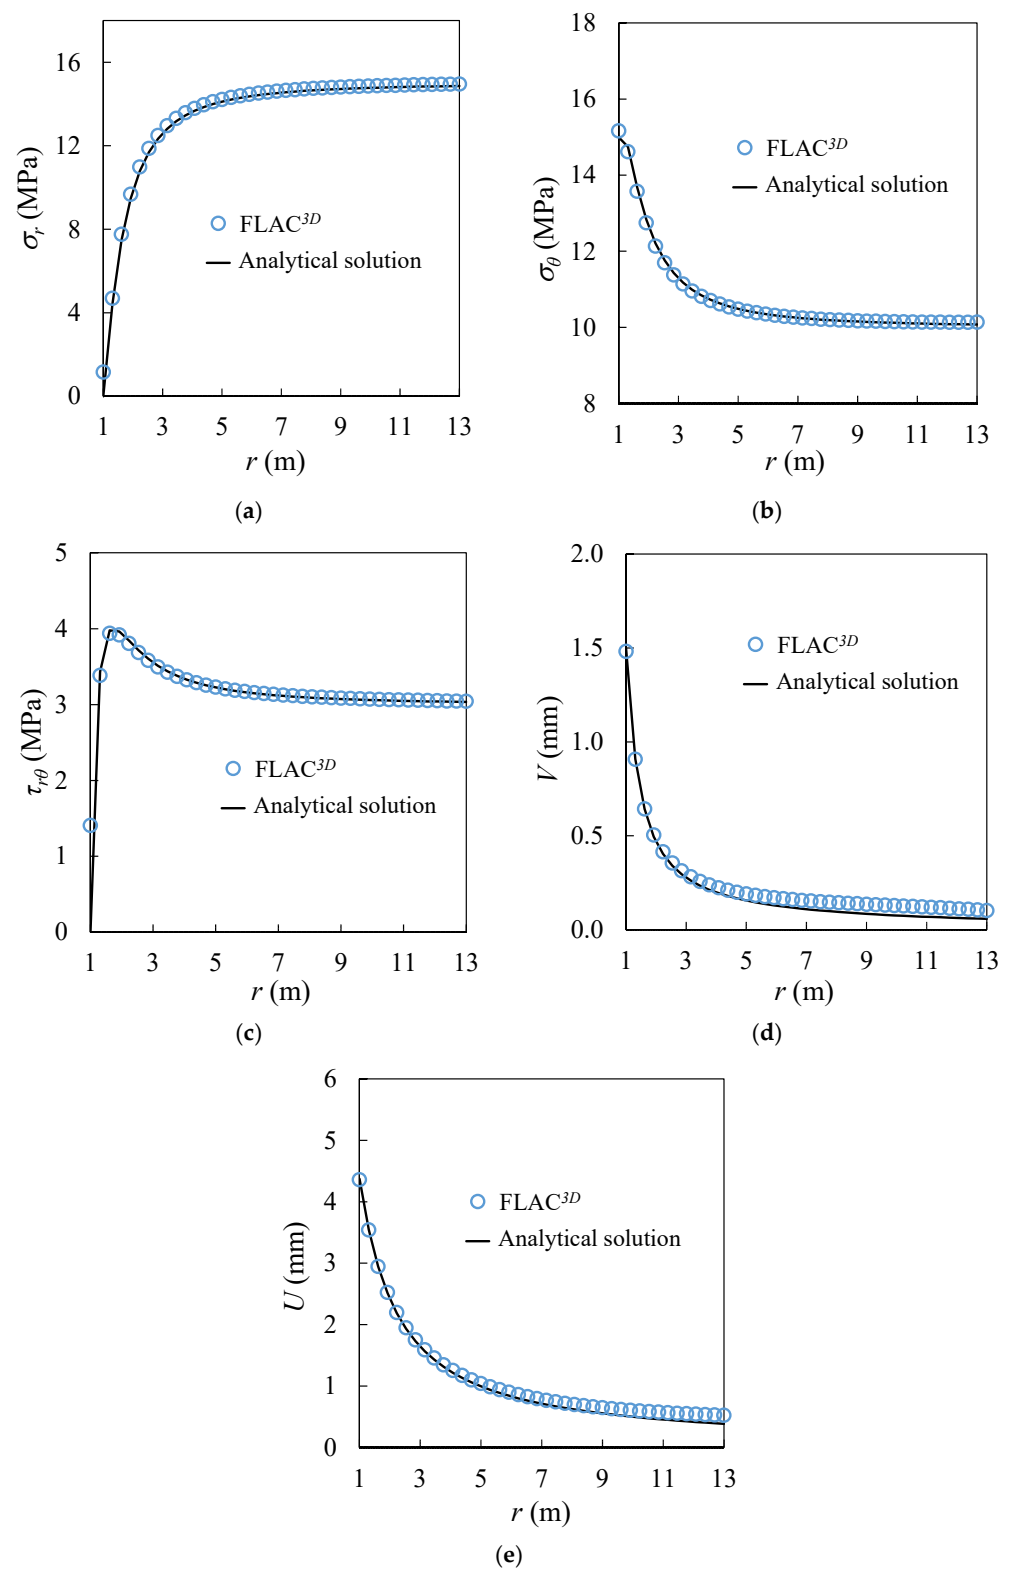 16
12
8
4
0
σr (MPa)
FLAC3D
Analytical solution
1 3 5 7 9 11 13
r (m)
(a)
18
16
14
12
10
8
σθ (MPa)
FLAC3D
Analytical solution
1 3 5 7 9 11 13
r (m)
(b)
5
4
3
2
1
0
τrθ (MPa)
FLAC3D
Analytical solution
1 3 5 7 9 11 13
r (m)
(c)
2.0
1.5
1.0
0.5
0.0
V (mm)
FLAC3D
Analytical solution
1 3 5 7 9 11 13
r (m)
(d)
6
5
4
3
2
1
0
U (mm)
FLAC3D
Analytical solution
1 3 5 7 9 11 13
r (m)
(e)